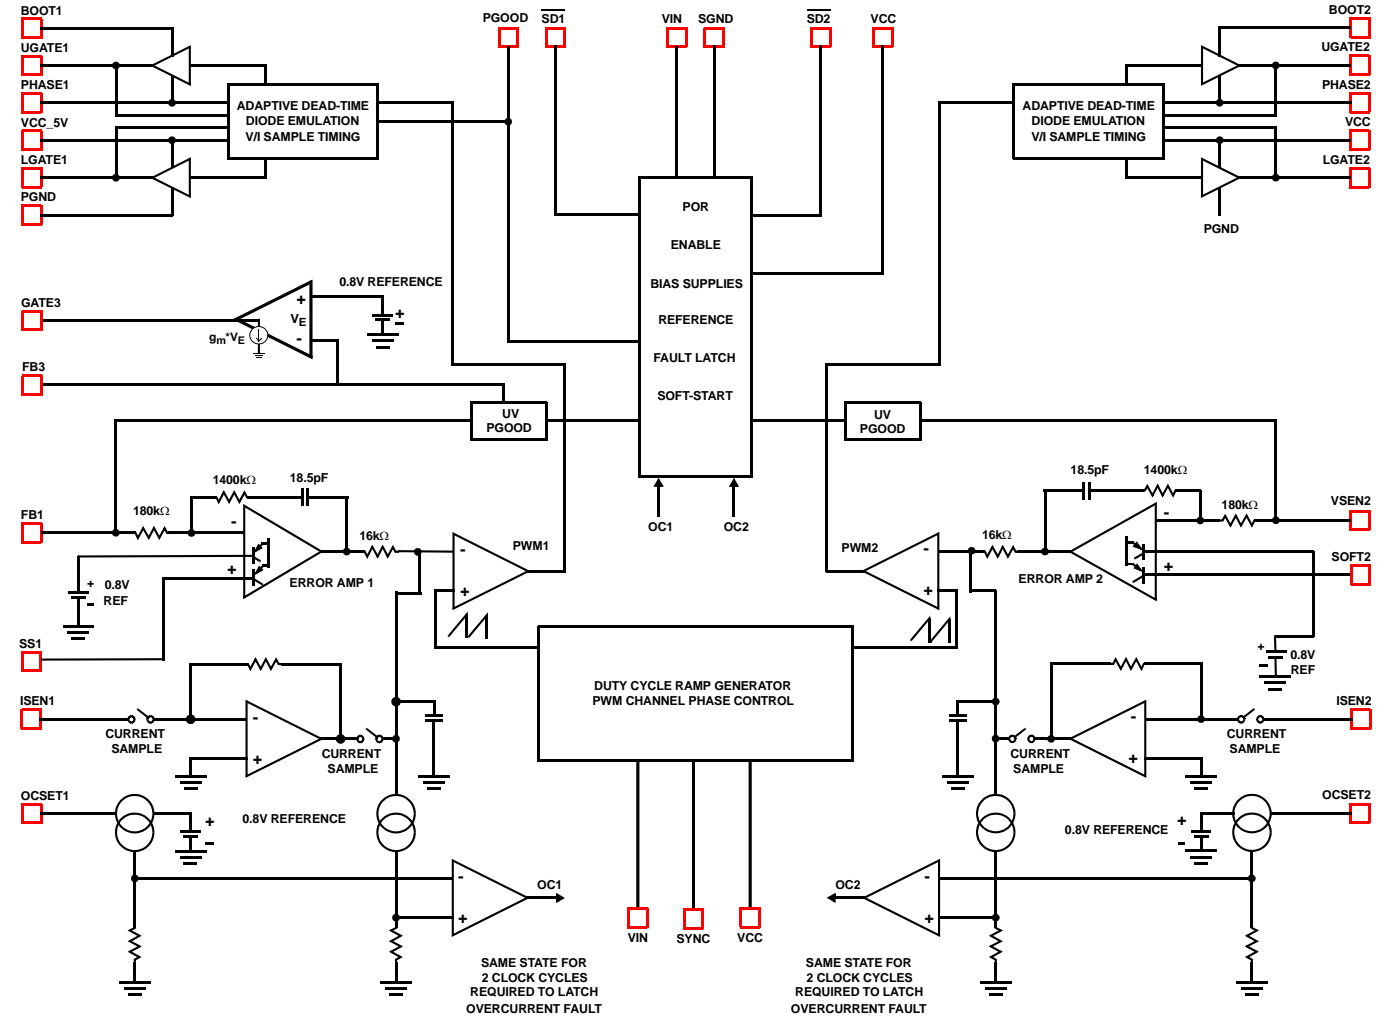 BOOT1
UGATE1
PHASE1
VCC_5V
LGATE1
PGND
ADAPTIVE DEAD-TIME
DIODE EMULATION
V/I SAMPLE TIMING
PGOOD
SD1
VIN
SGND
SD2
VCC
BOOT2
UGATE2
PHASE2
VCC
LGATE2
PGND
ADAPTIVE DEAD-TIME
DIODE EMULATION
V/I SAMPLE TIMING
POR
ENABLE
BIAS SUPPLIES
REFERENCE
FAULT LATCH
SOFT-START
OC1
OC2
GATE3
0.8V REFERENCE
+
VE
gm*VE
-
+
-
FB3
UV
PGOOD
UV
PGOOD
FB1
180kΩ
1400kΩ
18.5pF
-
+
ERROR AMP 1
16kΩ
-
+
PWM1
+
-
0.8V
REF
SS1
18.5pF
1400kΩ
180kΩ
VSEN2
SOFT2
-
+
ERROR AMP 2
16kΩ
-
+
PWM2
+
-
0.8V
REF
DUTY CYCLE RAMP GENERATOR
PWM CHANNEL PHASE CONTROL
VIN
SYNC
VCC
ISEN1
CURRENT
SAMPLE
-
+
CURRENT
SAMPLE
ISEN2
CURRENT
SAMPLE
-
+
CURRENT
SAMPLE
OCSET1
+
-
0.8V REFERENCE
-
+
OC1
SAME STATE FOR
2 CLOCK CYCLES
REQUIRED TO LATCH
OVERCURRENT FAULT
OCSET2
+
-
0.8V REFERENCE
-
+
OC2
SAME STATE FOR
2 CLOCK CYCLES
REQUIRED TO LATCH
OVERCURRENT FAULT